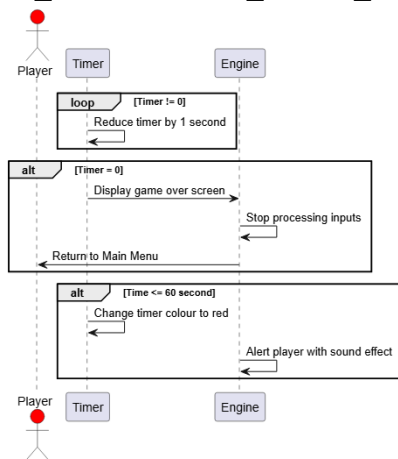 Player
Timer
Engine
loop
[Timer != 0]
Reduce timer by 1 second
alt
[Timer = 0]
Display game over screen
Stop processing inputs
Return to Main Menu
alt
[Time <= 60 second]
Change timer colour to red
Alert player with sound effect
Player
Timer
Engine